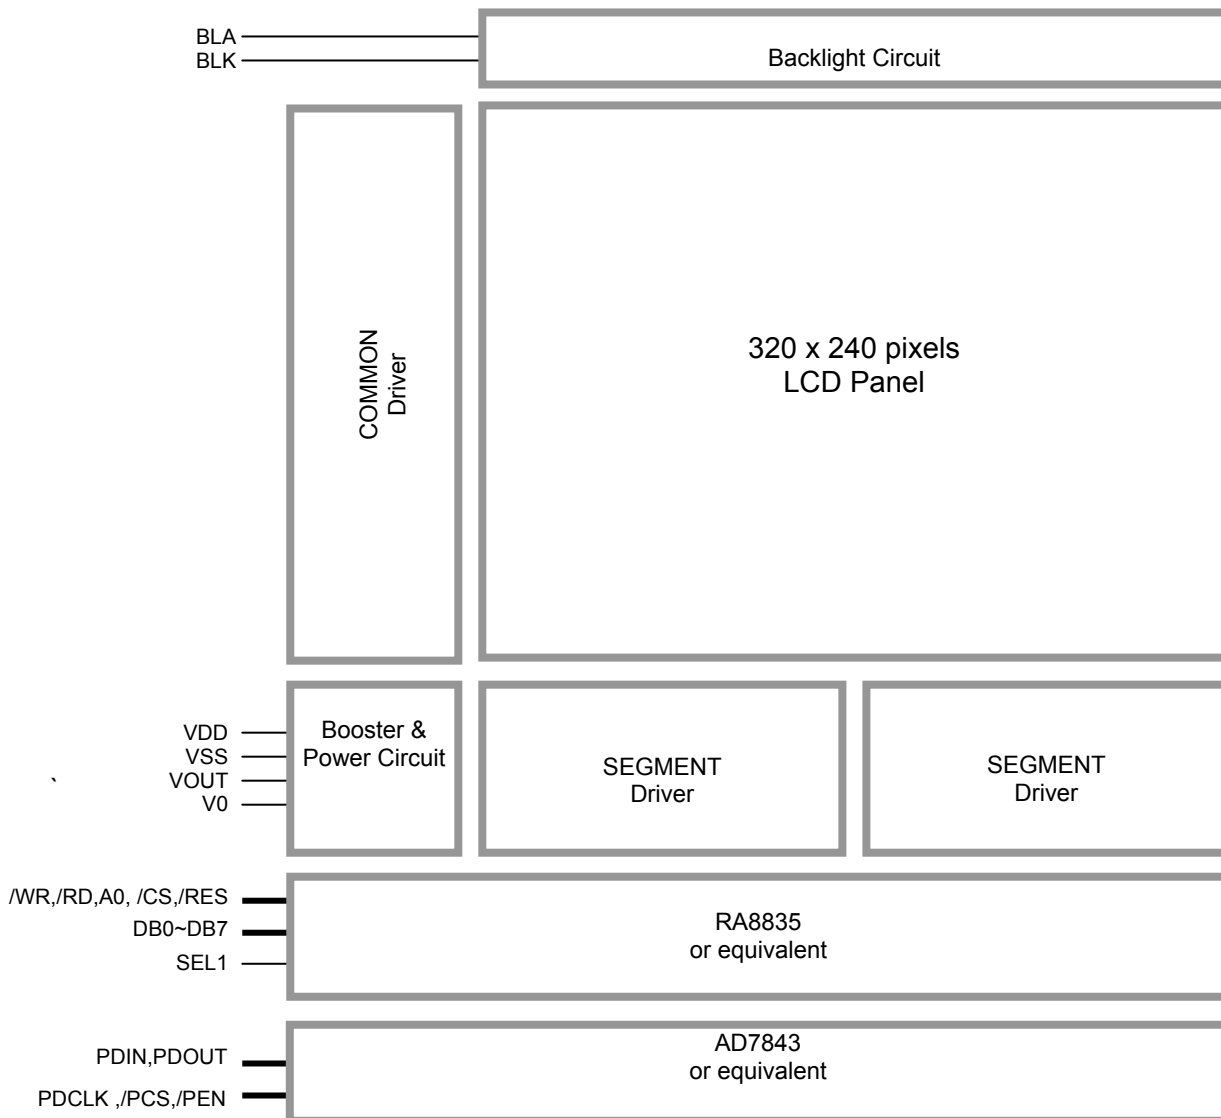 BLA
BLK
Backlight Circuit
COMMON
Driver
320 x 240 pixels
LCD Panel
VDD
VSS
VOUT
V0
`
Booster &
Power Circuit
SEGMENT
Driver
SEGMENT
Driver
/WR,/RD,A0, /CS,/RES
DB0~DB7
SEL1
RA8835
or equivalent
PDIN,PDOUT
PDCLK ,/PCS,/PEN
AD7843
or equivalent